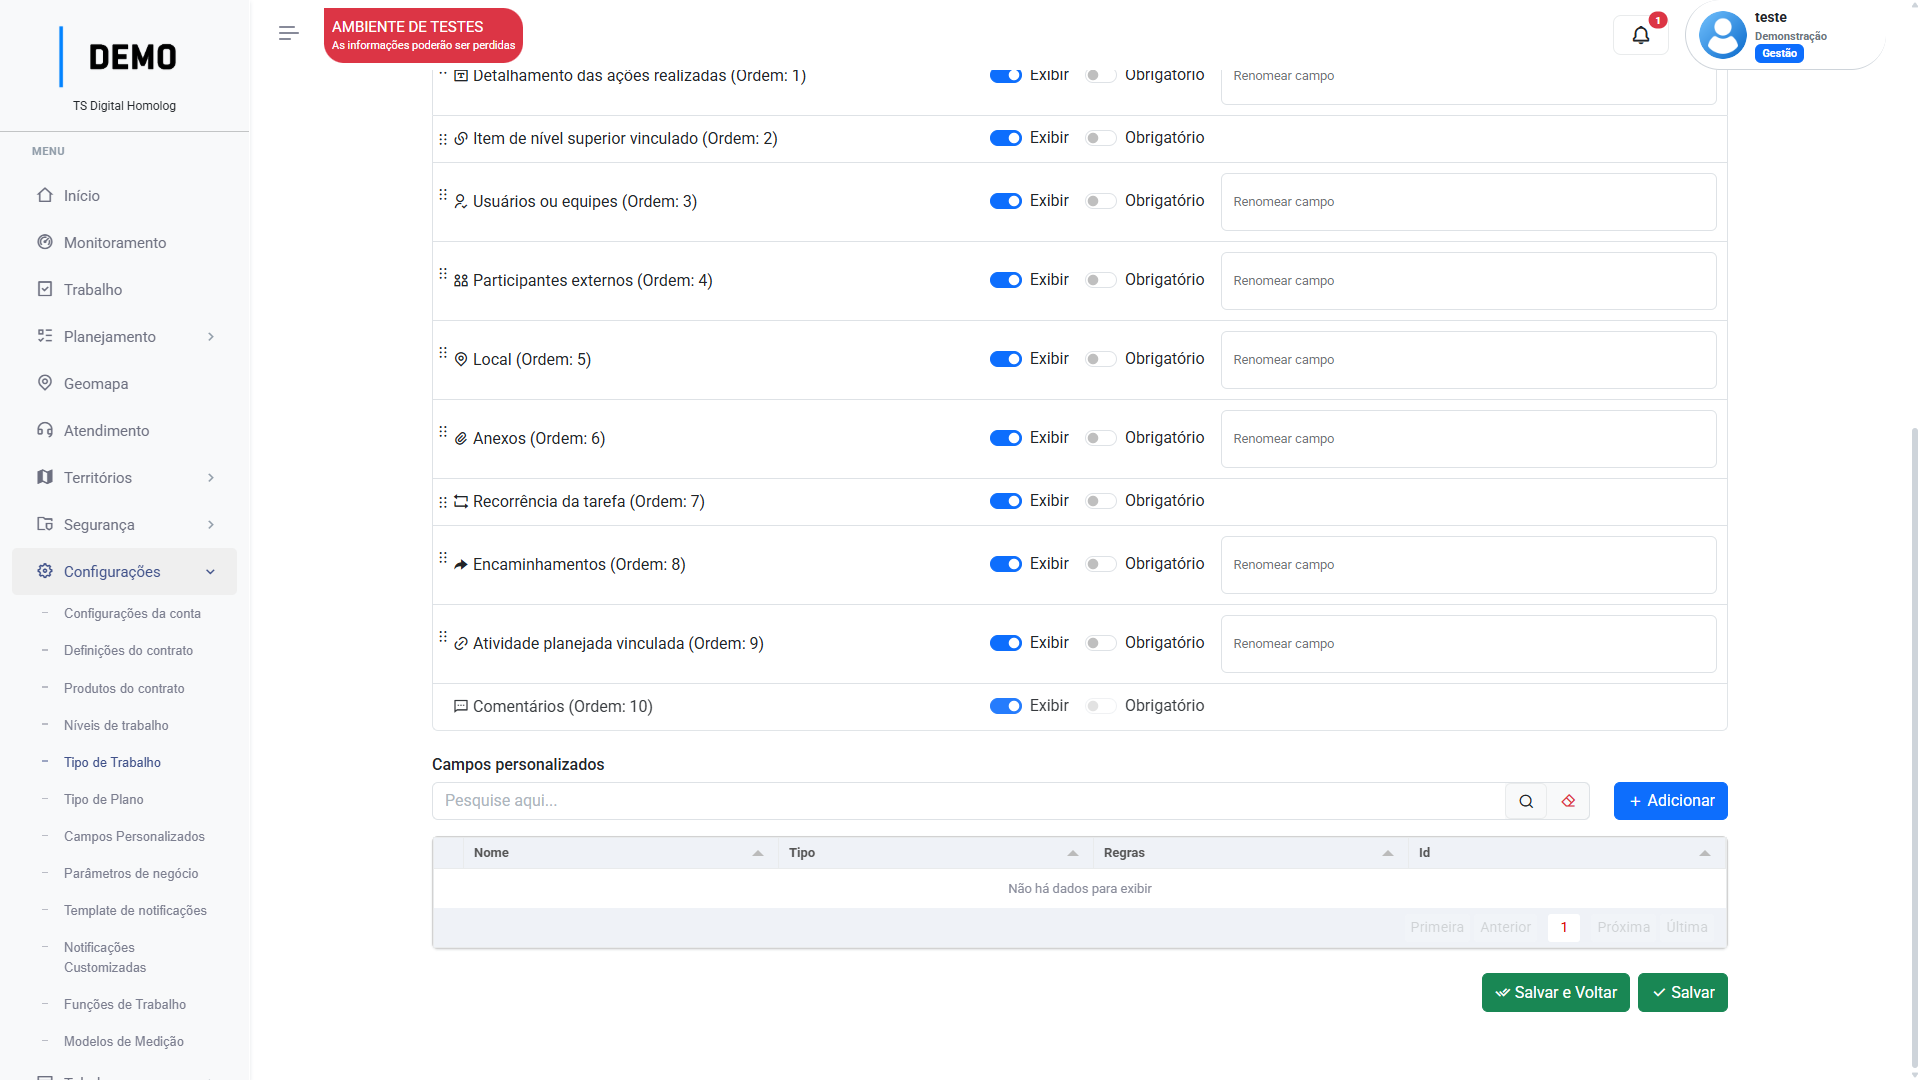 DEMO
TS Digital Homolog
MENU
Início
Monitoramento
Trabalho
Planejamento
Geomapa
Atendimento
Territórios
Segurança
Configurações
Configurações da conta
Definições do contrato
Produtos do contrato
Níveis de trabalho
Tipo de Trabalho
Tipo de Plano
Campos Personalizados
Parâmetros de negócio
Template de notificações
Notificações
Customizadas
Funções de Trabalho
Modelos de Medição
AMBIENTE DE TESTES
As informações poderão ser perdidas
1
teste
Demonstração
Gestão
Detalhamento das ações realizadas (Ordem: 1) Exibir Obrigatório Renomear campo
Item de nível superior vinculado (Ordem: 2) Exibir Obrigatório
Usuários ou equipes (Ordem: 3) Exibir Obrigatório Renomear campo
Participantes externos (Ordem: 4) Exibir Obrigatório Renomear campo
Local (Ordem: 5) Exibir Obrigatório Renomear campo
Anexos (Ordem: 6) Exibir Obrigatório Renomear campo
Recorrência da tarefa (Ordem: 7) Exibir Obrigatório
Encaminhamentos (Ordem: 8) Exibir Obrigatório Renomear campo
Atividade planejada vinculada (Ordem: 9) Exibir Obrigatório Renomear campo
Comentários (Ordem: 10) Exibir Obrigatório
Campos personalizados
Pesquise aqui... + Adicionar
Nome Tipo Regras Id
Não há dados para exibir
Primeira Anterior 1 Próxima Última
Salvar e Voltar Salvar